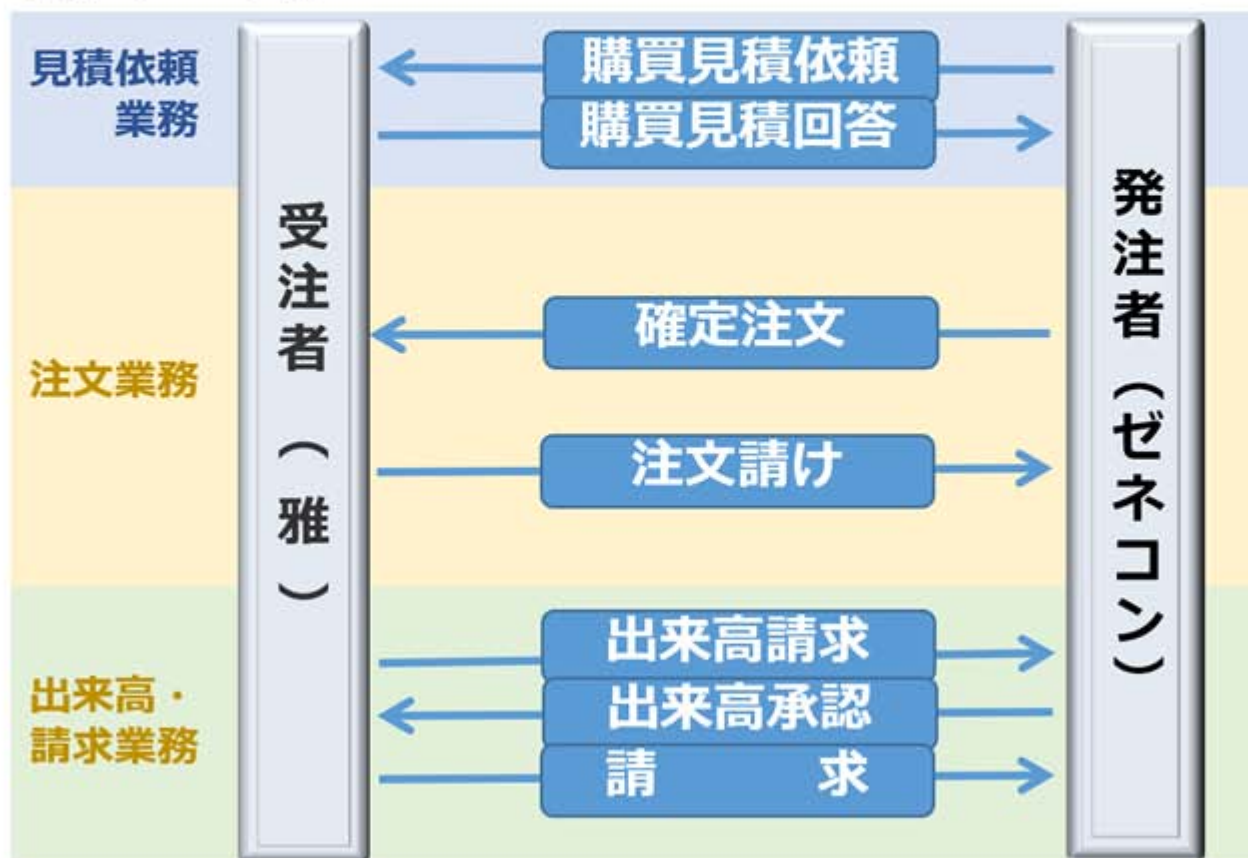 見積依頼
業務
購買見積依頼
購買見積回答
受注者（雅）
発注者（ゼネコン）
注文業務
確定注文
注文請け
出来高・
請求業務
出来高請求
出来高承認
請　　求